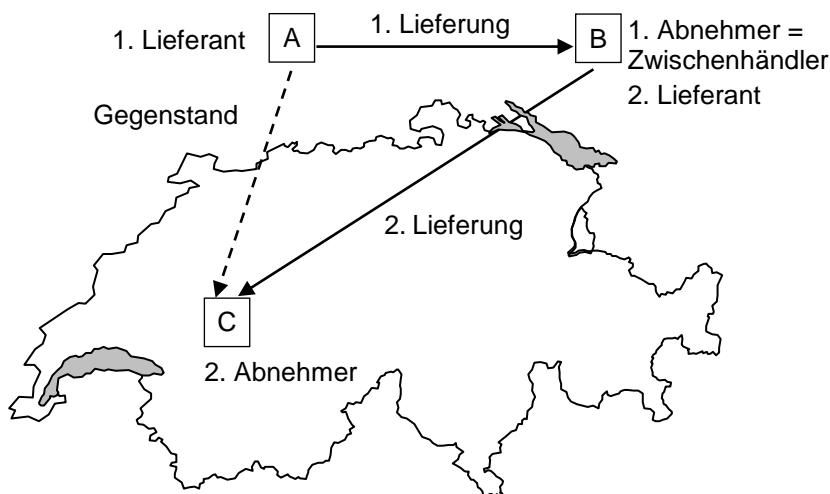 1. Lieferant
A
1. Lieferung
B
1. Abnehmer =
Zwischenhändler
2. Lieferant
Gegenstand
2. Lieferung
C
2. Abnehmer